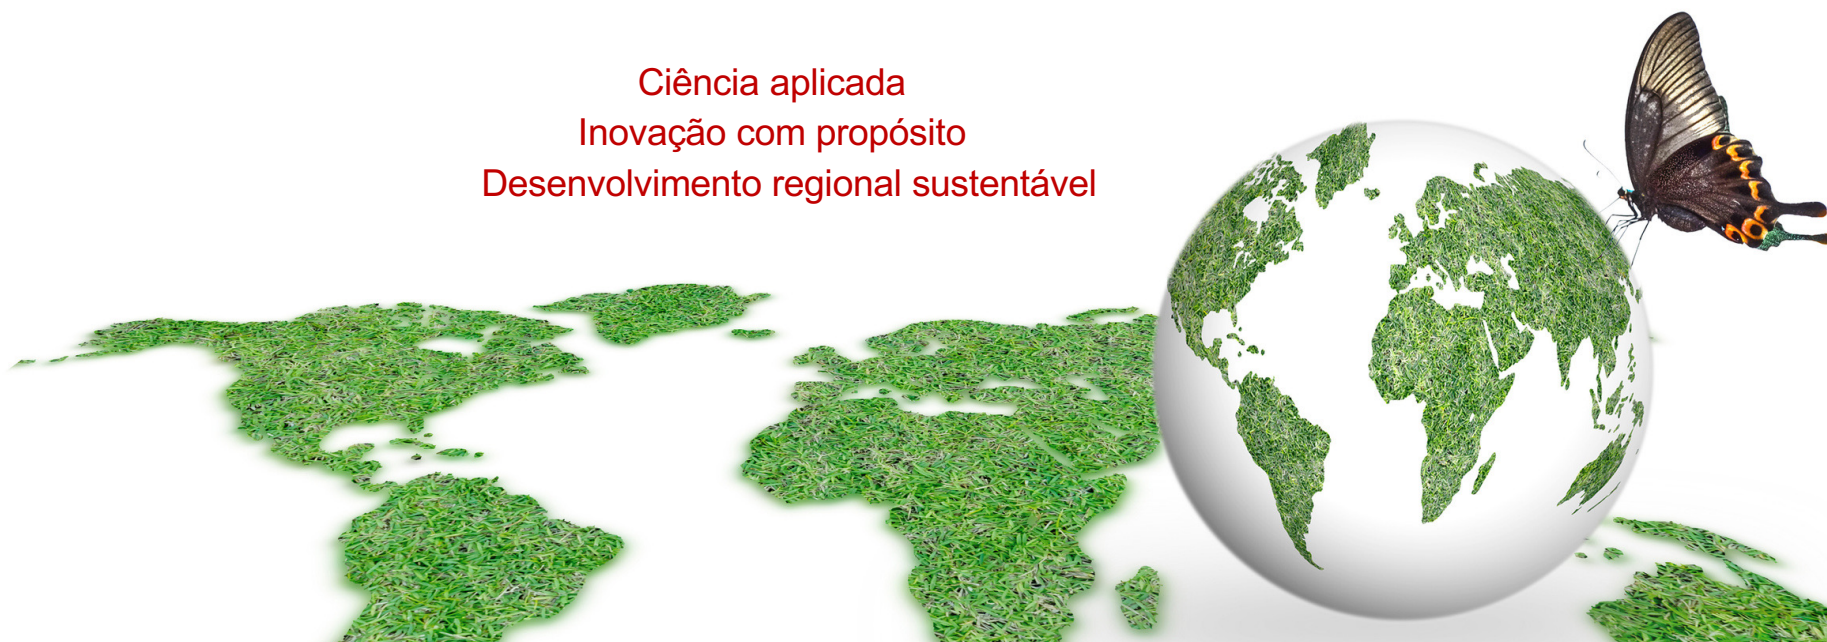 Ciência aplicada
Inovação com propósito
Desenvolvimento regional sustentável